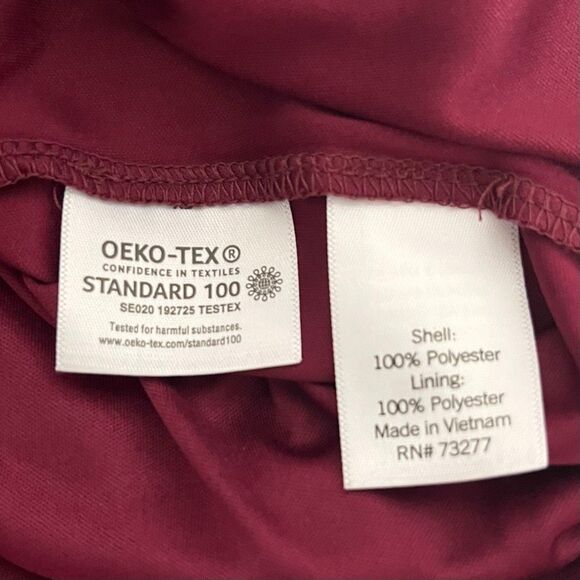 OEKO-TEX®
CONFIDENCE IN TEXTILES
STANDARD 100
SE020 192725 TESTEX
Tested for harmful substances.
www.oeko-tex.com/standard100
Shell:
100% Polyester
Lining:
100% Polyester
Made in Vietnam
RN# 73277